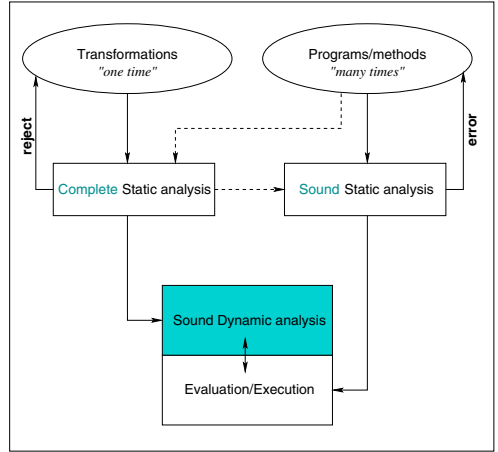 Transformations
"one time"
Programs/methods
"many times"
reject
error
Complete Static analysis
Sound Static analysis
Sound Dynamic analysis
Evaluation/Execution